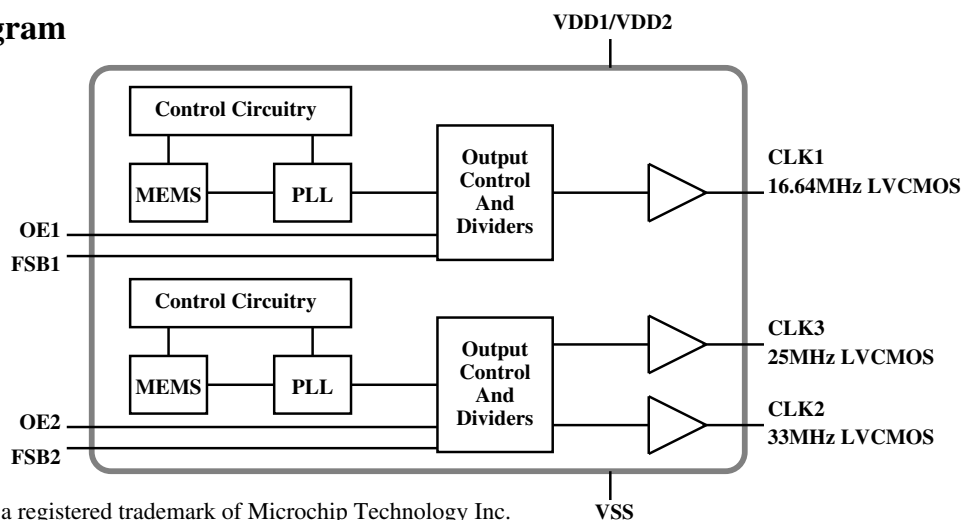 gram
VDD1/VDD2
Control Circuitry
MEMS
PLL
Output
Control
And
Dividers
CLK1
16.64MHz LVCMOS
OE1
FSB1
Control Circuitry
MEMS
PLL
Output
Control
And
Dividers
CLK3
25MHz LVCMOS
CLK2
33MHz LVCMOS
OE2
FSB2
VSS
a registered trademark of Microchip Technology Inc.